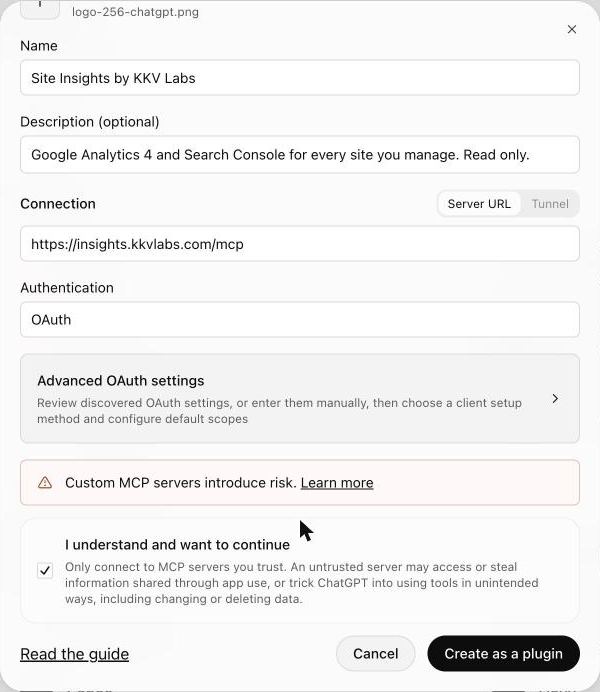 logo-256-chatgpt.png
Name
Site Insights by KKV Labs
Description (optional)
Google Analytics 4 and Search Console for every site you manage. Read only.
Connection
Server URL
Tunnel
https://insights.kkvlabs.com/mcp
Authentication
OAuth
Advanced OAuth settings
Review discovered OAuth settings, or enter them manually, then choose a client setup
method and configure default scopes
Custom MCP servers introduce risk. Learn more
I understand and want to continue
Only connect to MCP servers you trust. An untrusted server may access or steal
information shared through app use, or trick ChatGPT into using tools in unintended
ways, including changing or deleting data.
Read the guide
Cancel
Create as a plugin